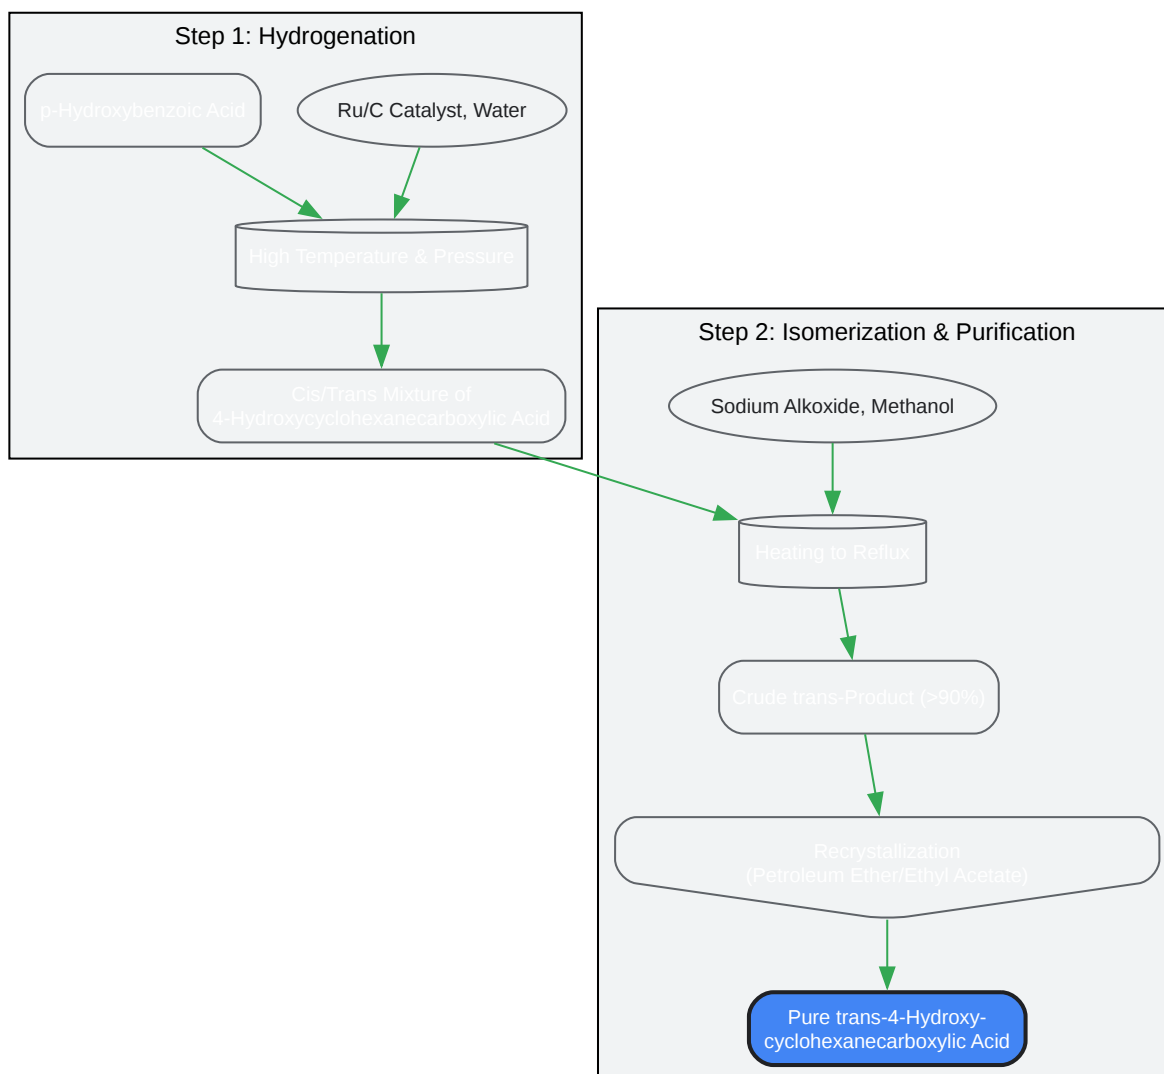 Step 1: Hydrogenation
p-Hydroxybenzoic Acid
Ru/C Catalyst, Water
High Temperature & Pressure
Cis/Trans Mixture of
4-Hydroxycyclohexanecarboxylic Acid
Step 2: Isomerization & Purification
Sodium Alkoxide, Methanol
Heating to Reflux
Crude trans-Product (>90%)
Recrystallization
(Petroleum Ether/Ethyl Acetate)
Pure trans-4-Hydroxy-
cyclohexanecarboxylic Acid